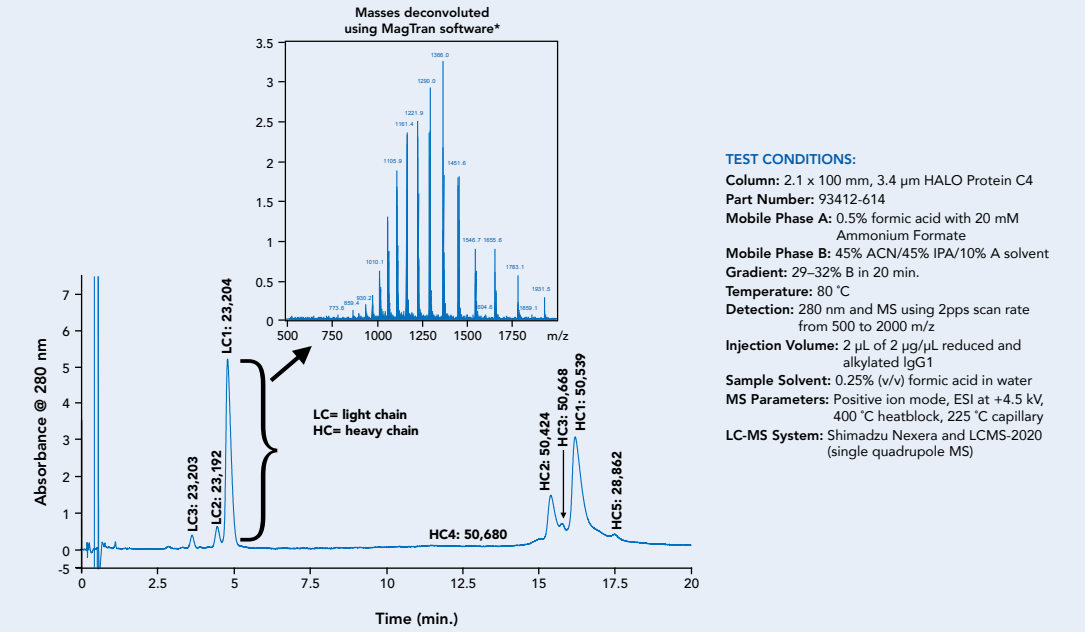 Masses deconvoluted
using MagTran software*
3.5
3
2.5
2
1.5
1
0.5
0
500
750
1000
1250
1500
1750
m/z
773.6
859.4
930.2
1010.1
1105.9
1161.4
1221.9
1290.0
1366.0
1451.6
1546.7
1655.6
1604.6
1783.1
1859.1
1931.5
Absorbance @ 280 nm
7
6
5
4
3
2
1
0
-5
0
2.5
5
7.5
10
12.5
15
17.5
20
Time (min.)
LC3: 23,203
LC2: 23,192
LC1: 23,204
LC= light chain
HC= heavy chain
HC4: 50,680
HC2: 50,424
HC3: 50,668
HC1: 50,539
HC5: 28,862
TEST CONDITIONS:
Column: 2.1 x 100 mm, 3.4 µm HALO Protein C4
Part Number: 93412-614
Mobile Phase A: 0.5% formic acid with 20 mM
Ammonium Formate
Mobile Phase B: 45% ACN/45% IPA/10% A solvent
Gradient: 29–32% B in 20 min.
Temperature: 80 ˚C
Detection: 280 nm and MS using 2pps scan rate
from 500 to 2000 m/z
Injection Volume: 2 µL of 2 µg/µL reduced and
alkylated IgG1
Sample Solvent: 0.25% (v/v) formic acid in water
MS Parameters: Positive ion mode, ESI at +4.5 kV,
400 ˚C heatblock, 225 ˚C capillary
LC-MS System: Shimadzu Nexera and LCMS-2020
(single quadrupole MS)